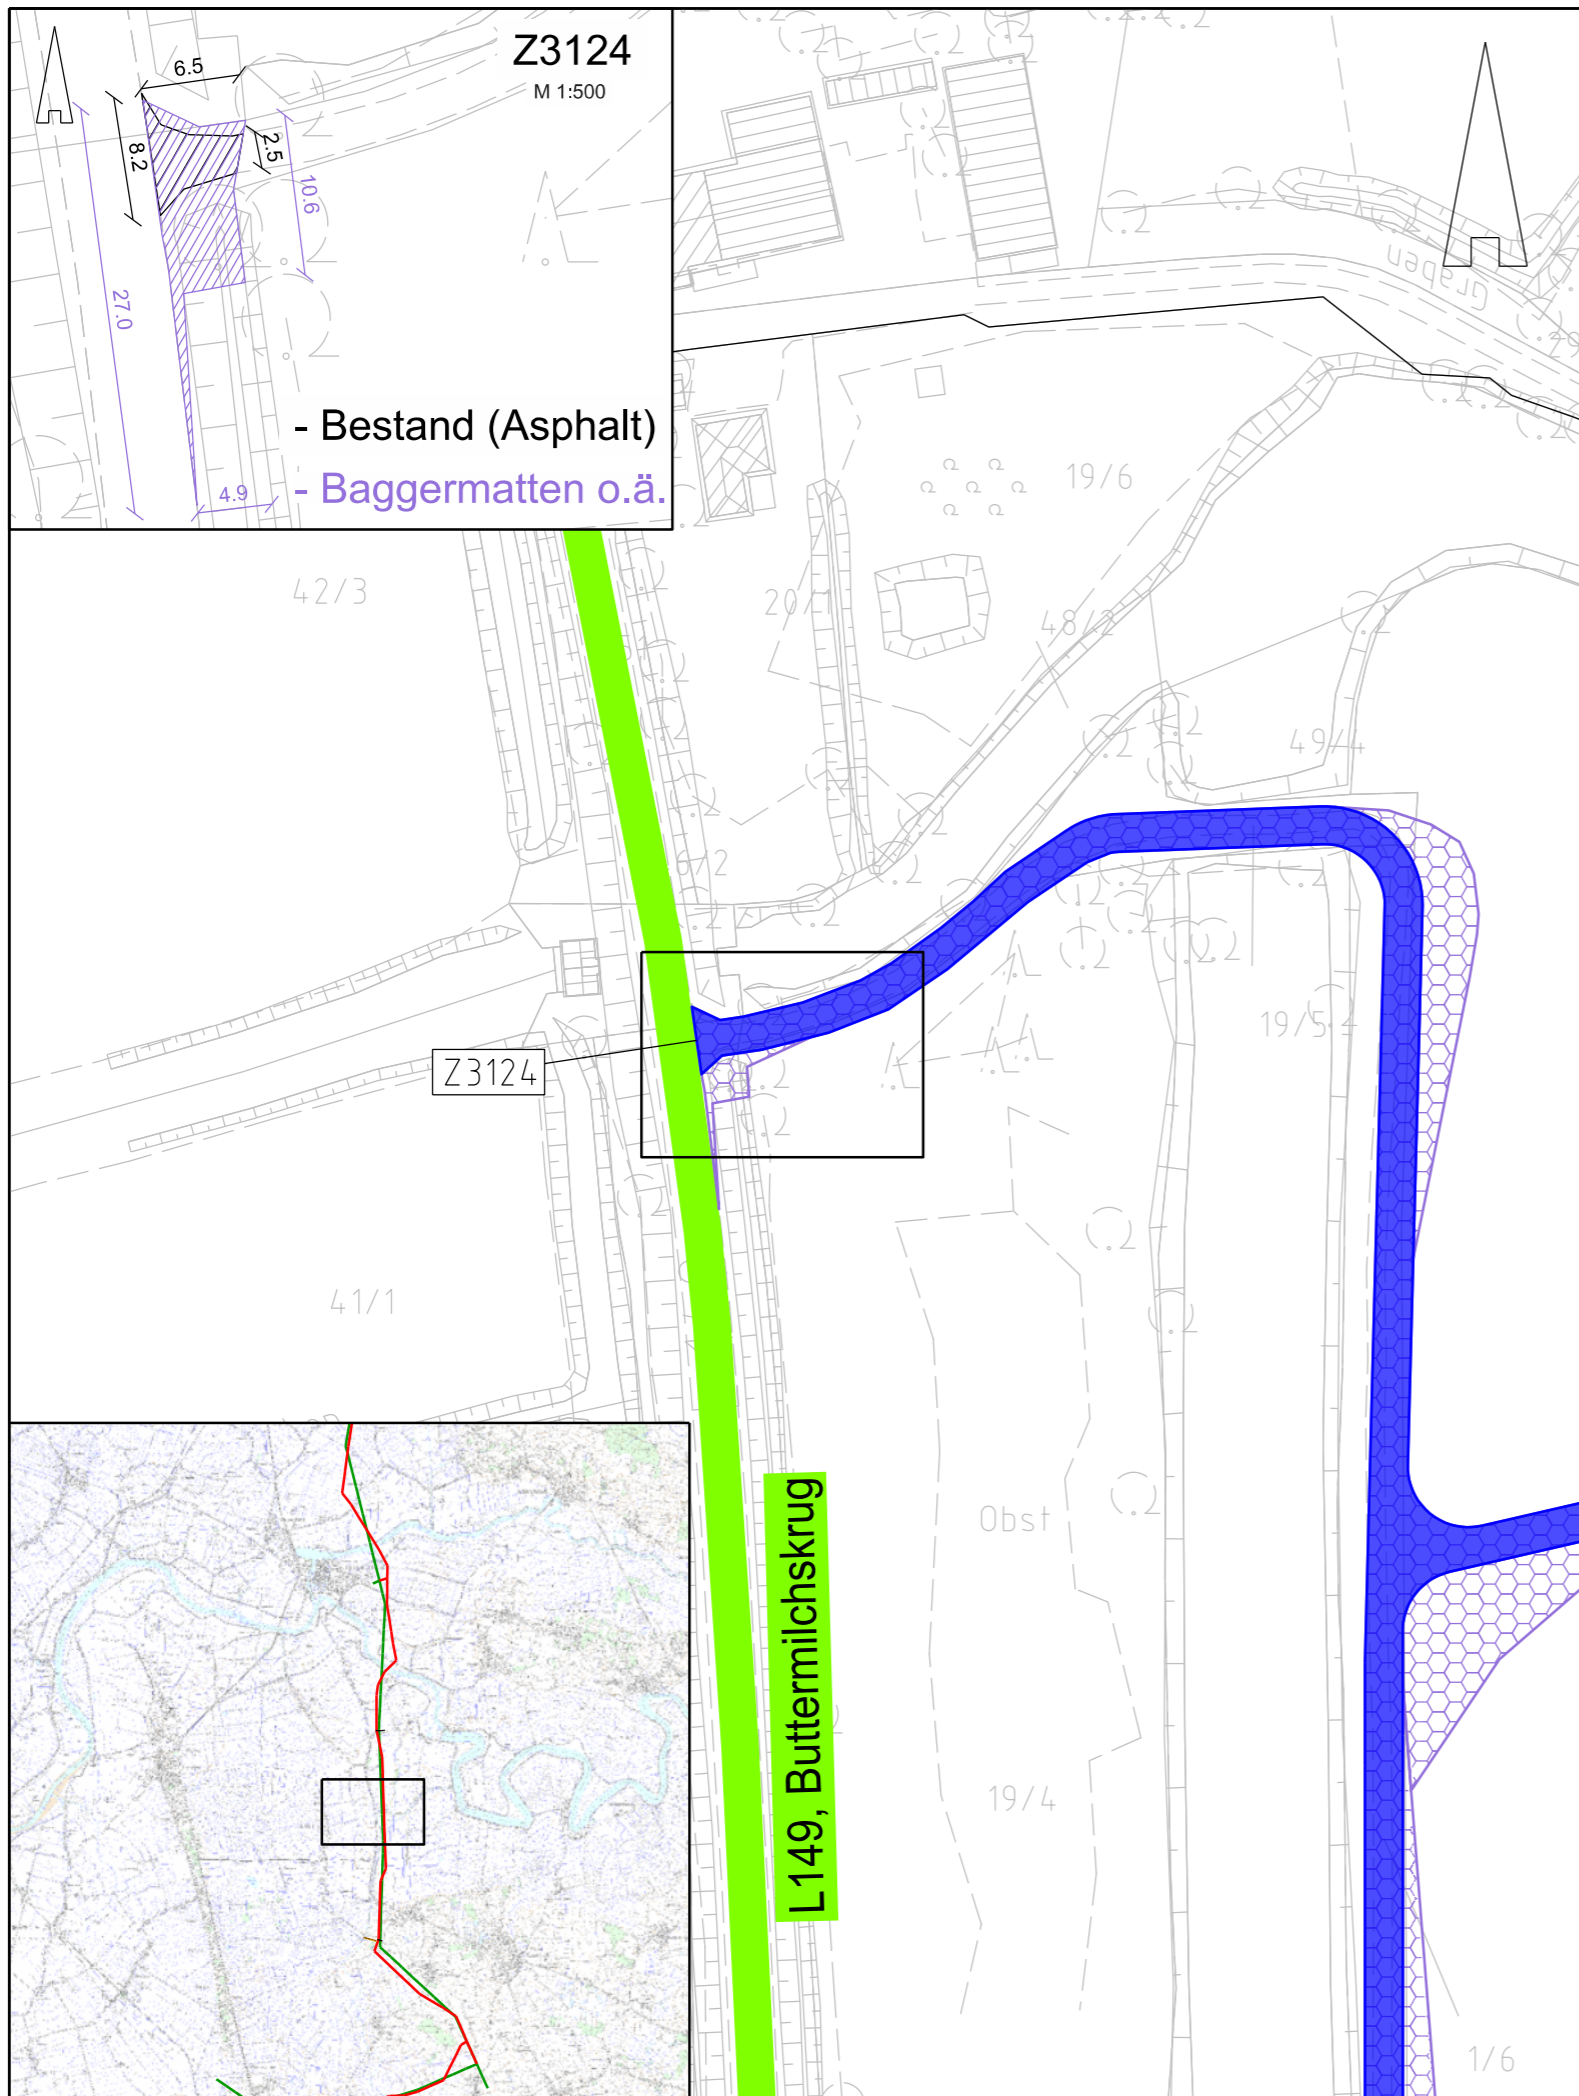 Z3124
M 1:500
6.5
8.2
2.5
10.6
27.0
4.9
- Bestand (Asphalt)
- Baggermatten o.ä.
Graben
19/6
42/3
20/1
48/2
49/4
6/2
19/5
Z3124
41/1
L149, Buttermilchskrug
Obst
19/4
1/6